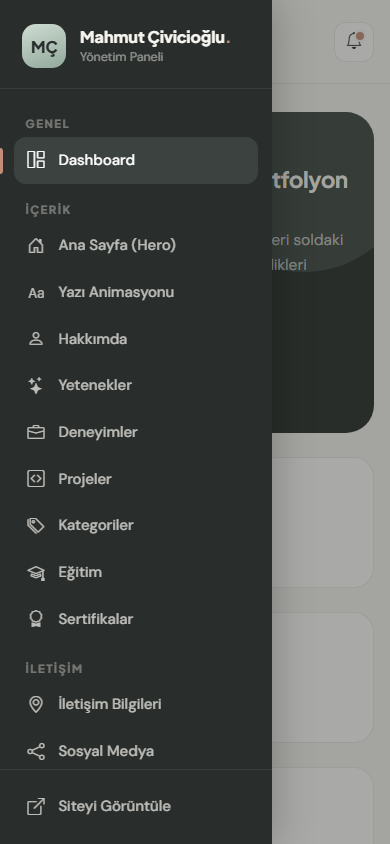 MÇ
Mahmut Çivicioğlu.
Yönetim Paneli
GENEL
Dashboard
tfolyon
İÇERİK
Ana Sayfa (Hero)
eri soldaki
likleri
Aa
Yazı Animasyonu
Hakkımda
Yetenekler
Deneyimler
Projeler
Kategoriler
Eğitim
Sertifikalar
İLETİŞİM
İletişim Bilgileri
Sosyal Medya
Siteyi Görüntüle